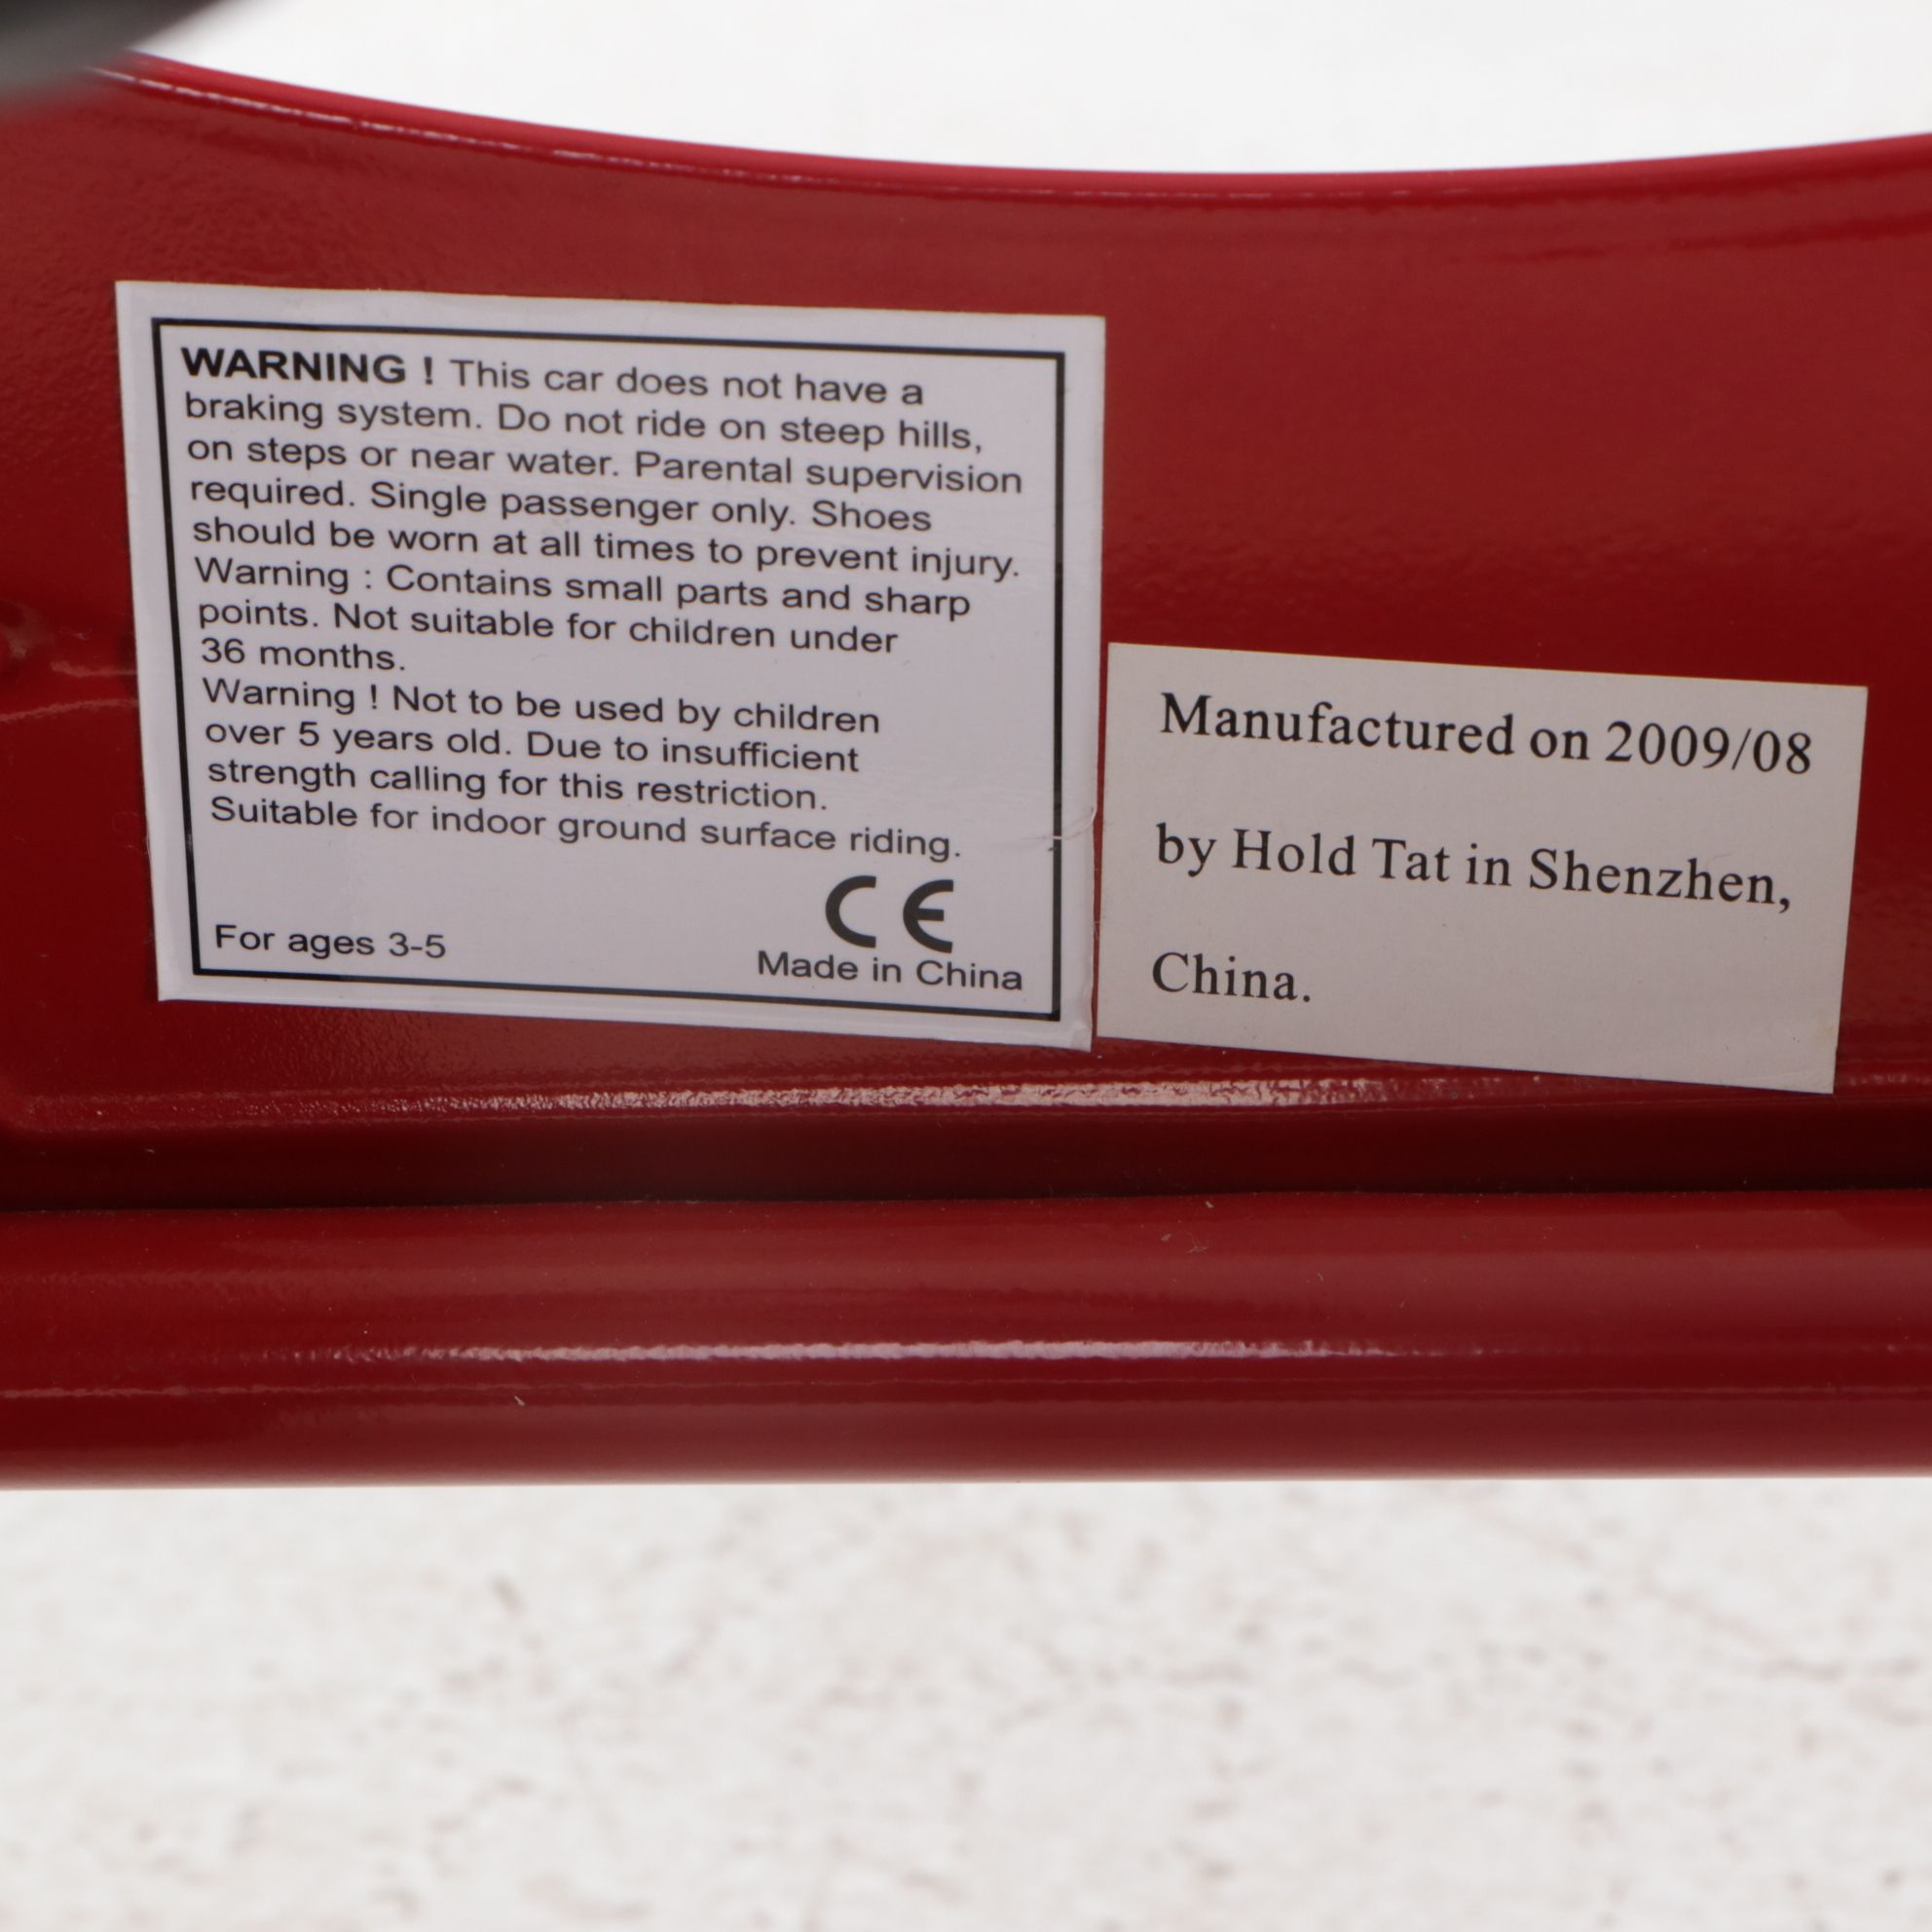 WARNING ! This car does not have a
braking system. Do not ride on steep hills,
on steps or near water. Parental supervision
required. Single passenger only. Shoes
should be worn at all times to prevent injury.
Warning : Contains small parts and sharp
points. Not suitable for children under
36 months.
Warning ! Not to be used by children
over 5 years old. Due to insufficient
strength calling for this restriction.
Suitable for indoor ground surface riding.
CE
For ages 3-5
Made in China
Manufactured on 2009/08
by Hold Tat in Shenzhen,
China.